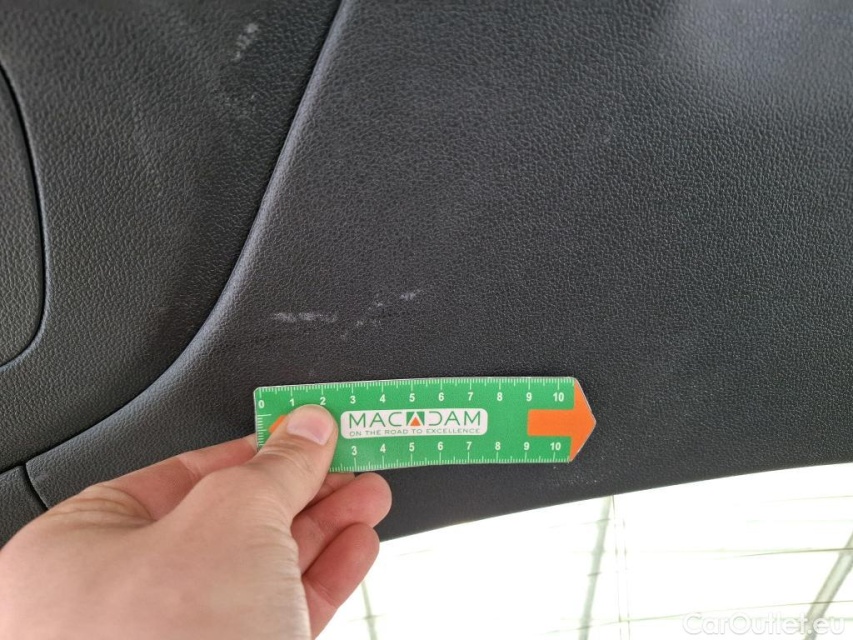 0 1 2 3 4 5 6 7 8 9 10
MACADAM
ON THE ROAD TO EXCELLENCE
3 4 5 6 7 8 9 10
CarOutlet.eu